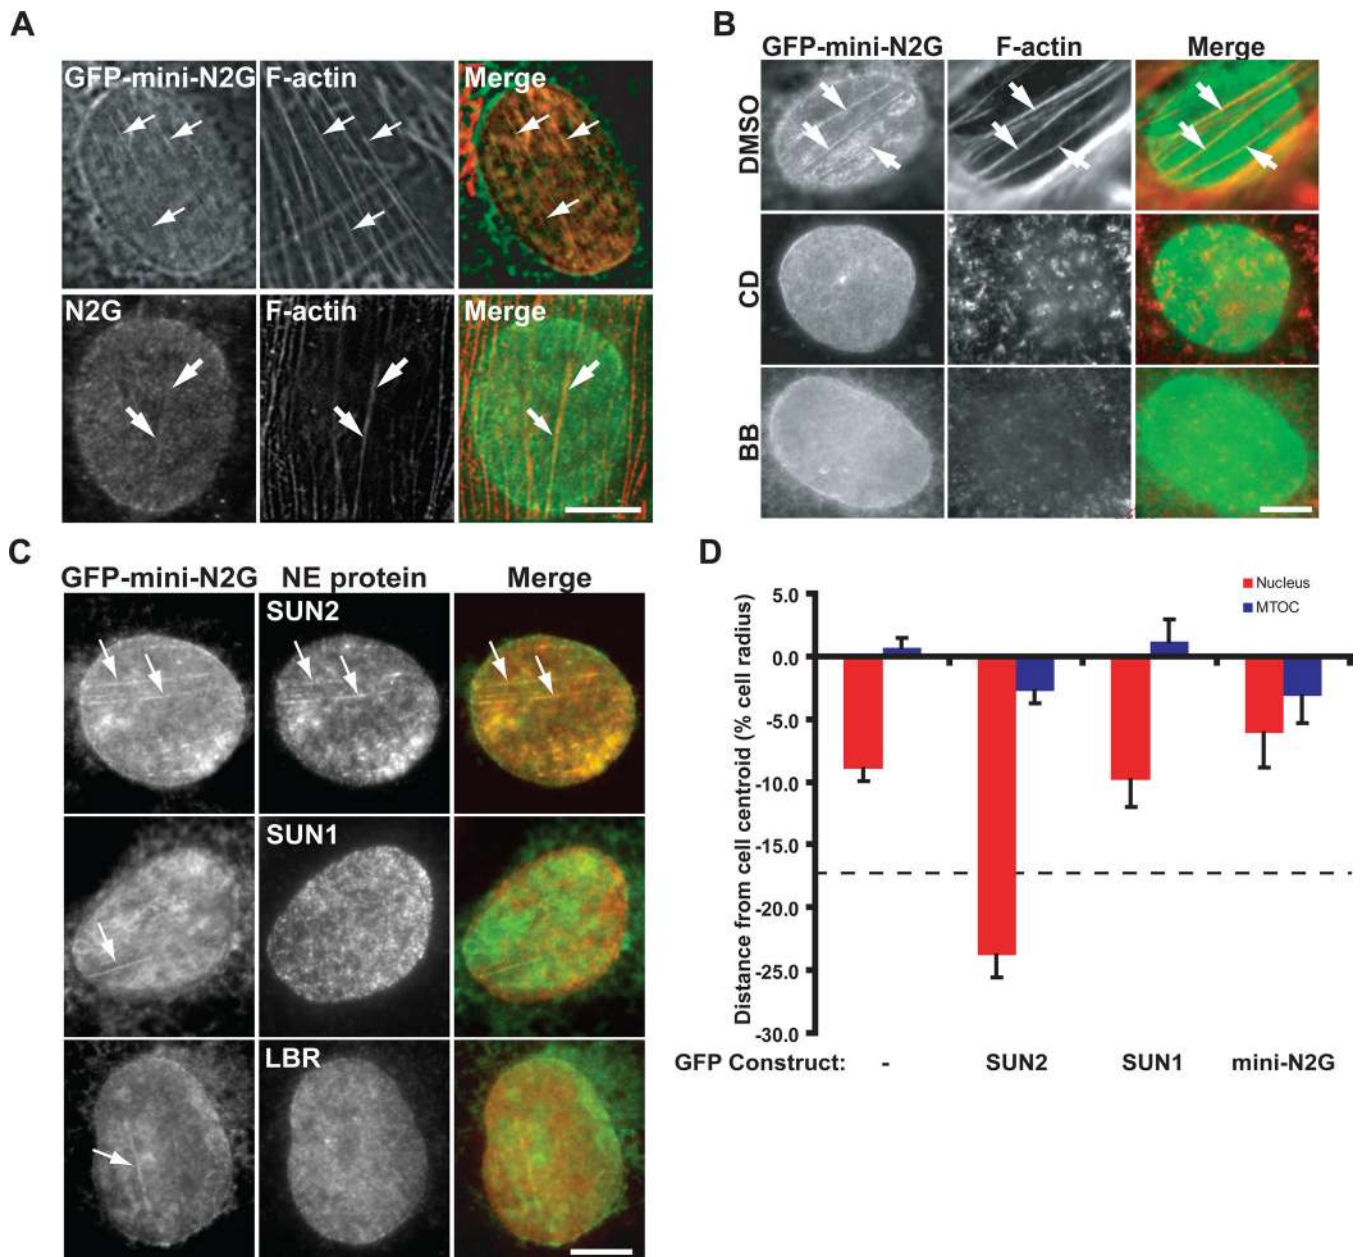 A
GFP-mini-N2G F-actin Merge
N2G F-actin Merge
B
GFP-mini-N2G F-actin Merge
DMSO
CD
BB
C
GFP-mini-N2G NE protein Merge
SUN2
SUN1
LBR
D
Nucleus
MTOC
Distance from cell centroid (% cell radius)
5.0
0.0
-5.0
-10.0
-15.0
-20.0
-25.0
-30.0
GFP Construct: - SUN2 SUN1 mini-N2G